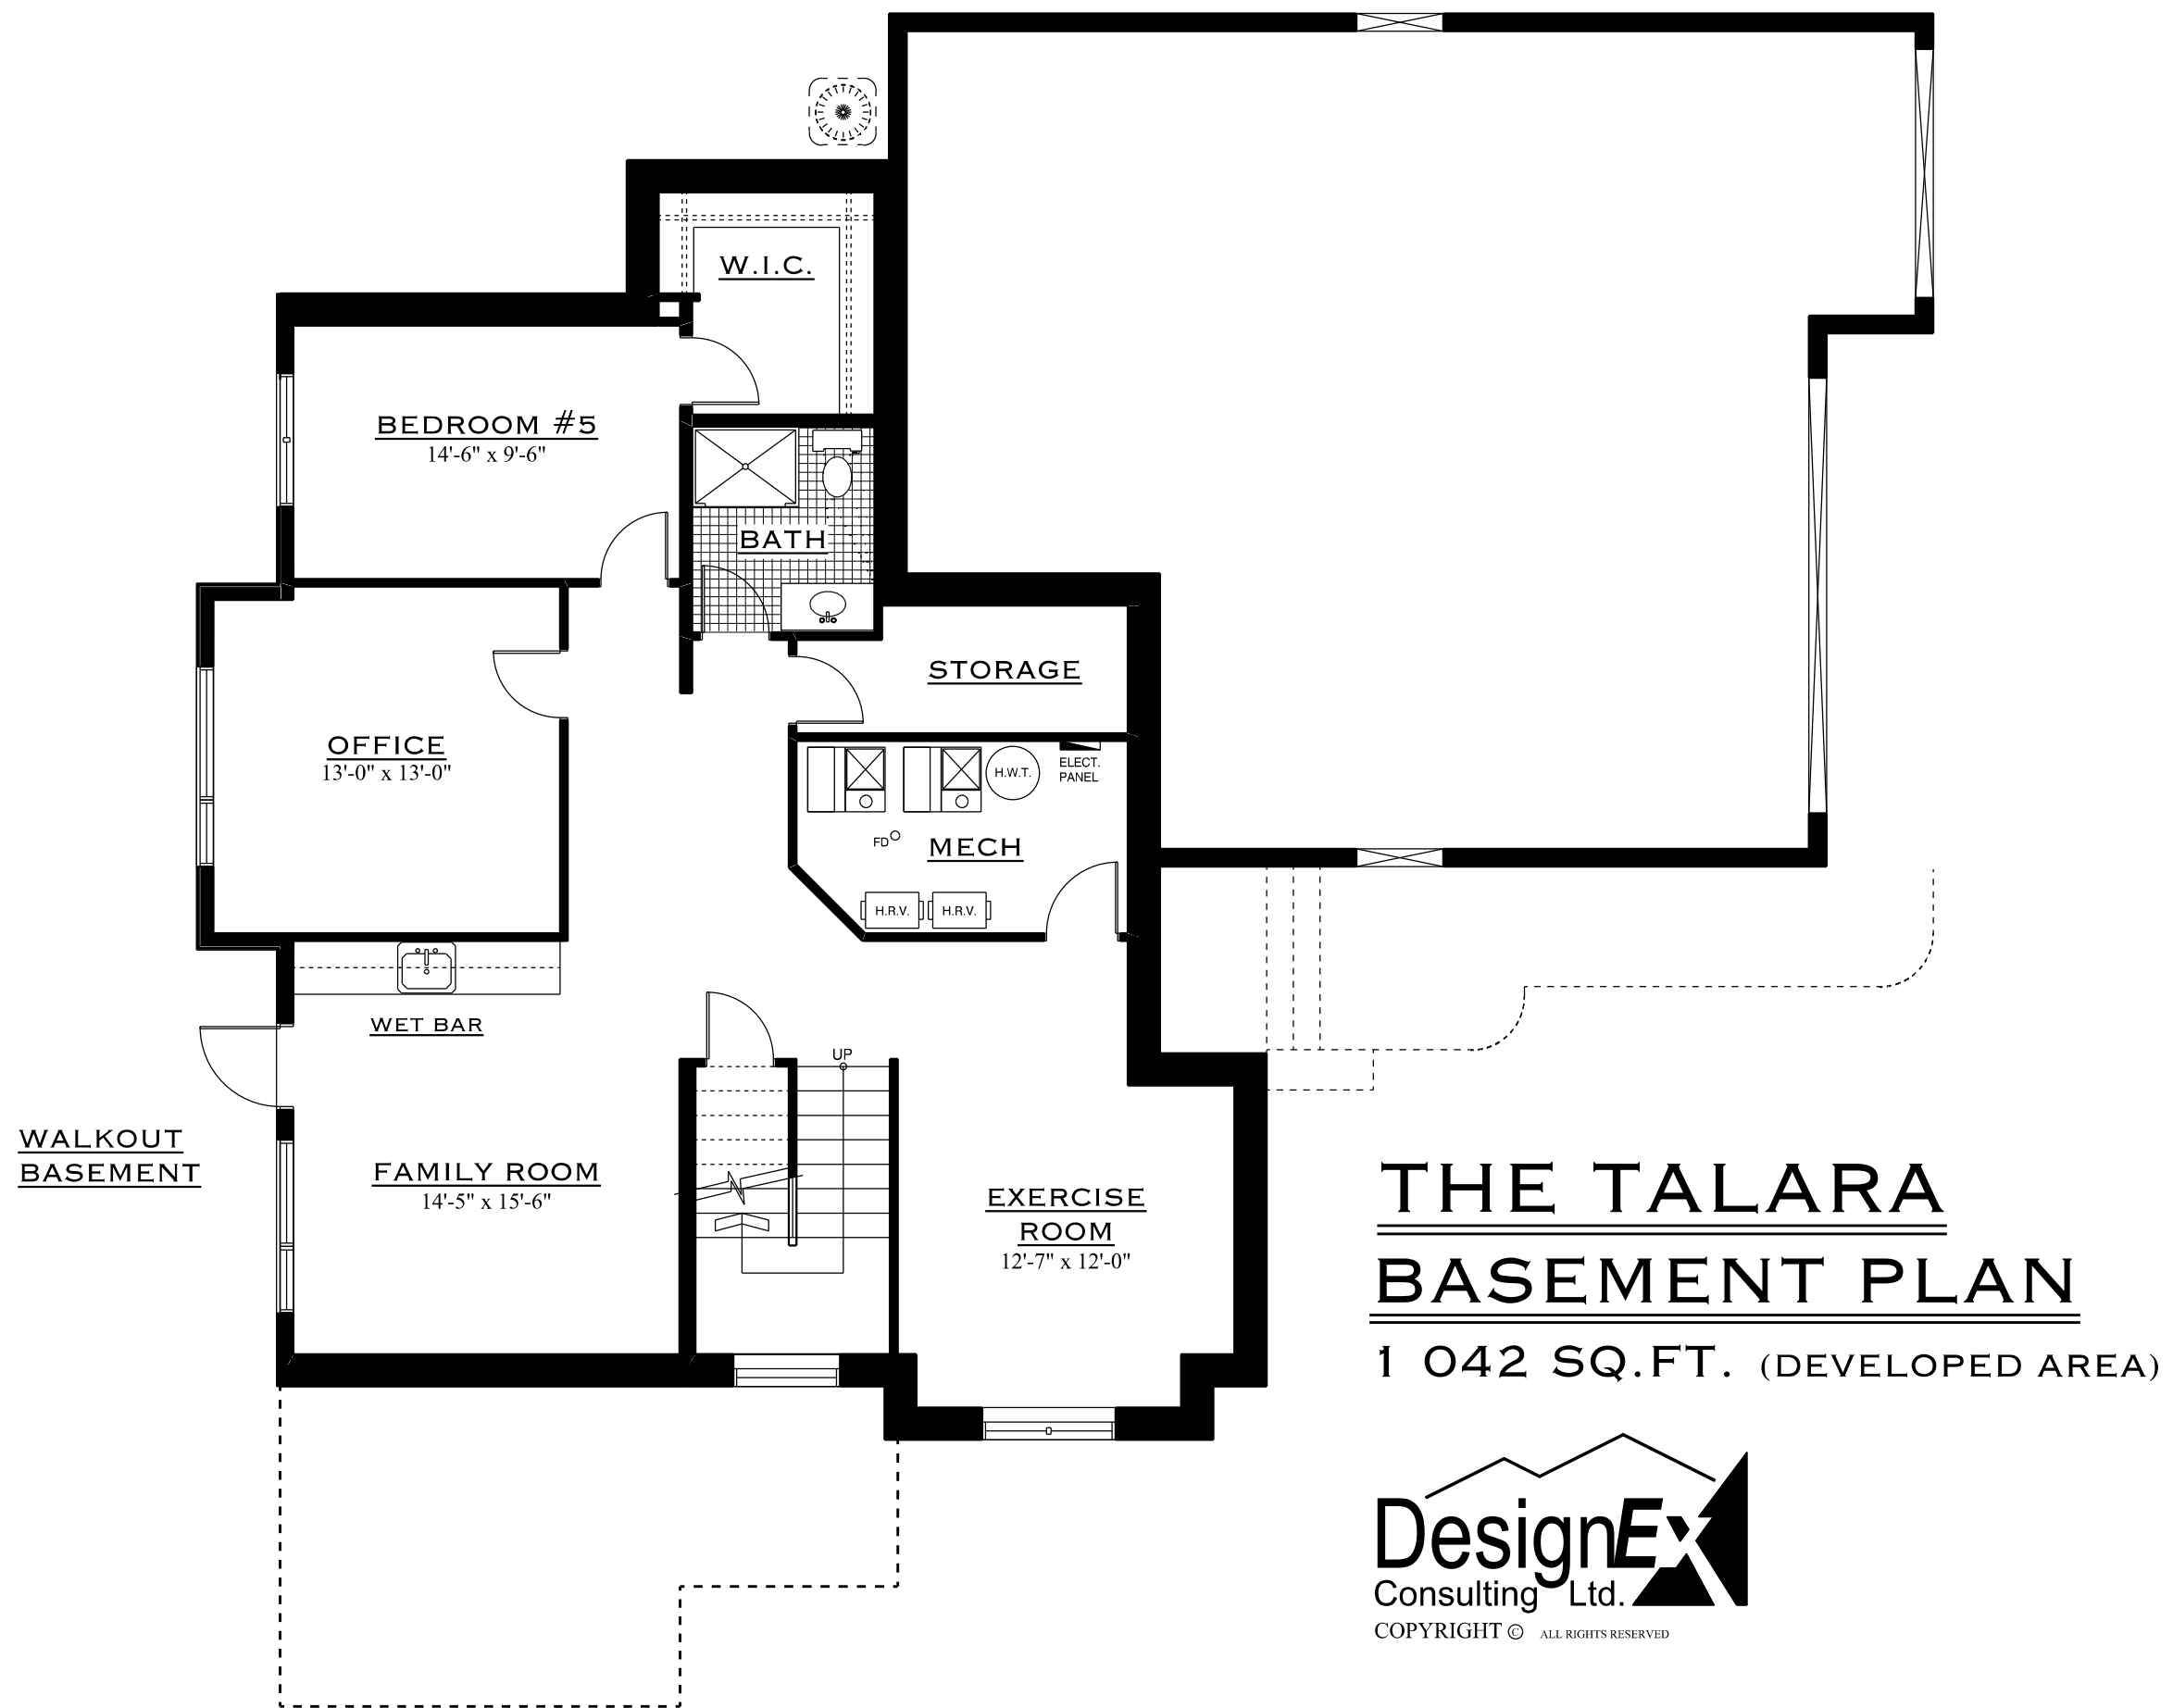 W.I.C.
BEDROOM #5
14'-6" x 9'-6"
BATH
STORAGE
OFFICE
13'-0" x 13'-0"
H.W.T.
ELECT.
PANEL
FD
MECH
H.R.V.
H.R.V.
WET BAR
UP
WALKOUT
BASEMENT
FAMILY ROOM
14'-5" x 15'-6"
EXERCISE
ROOM
12'-7" x 12'-0"
THE TALARA
BASEMENT PLAN
1 042 SQ.FT. (DEVELOPED AREA)
DesignEx
Consulting Ltd.
COPYRIGHT © ALL RIGHTS RESERVED